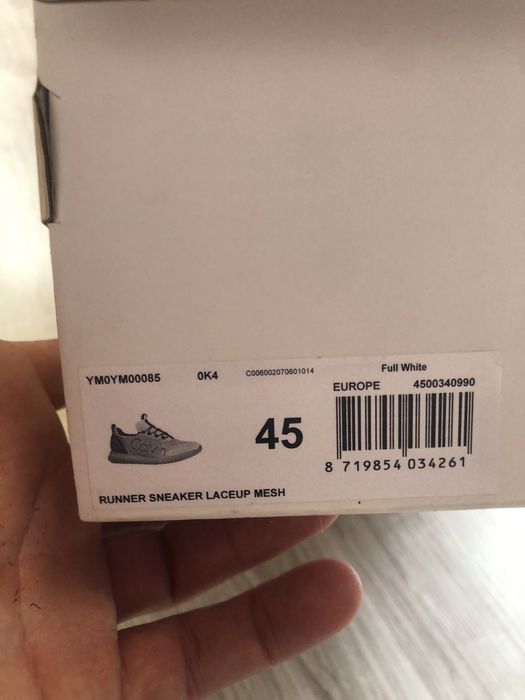 YM0YM00085 0K4 C006002070601014 Full White
EUROPE 4500340990
Calvin
45
8 719854 034261
RUNNER SNEAKER LACEUP MESH